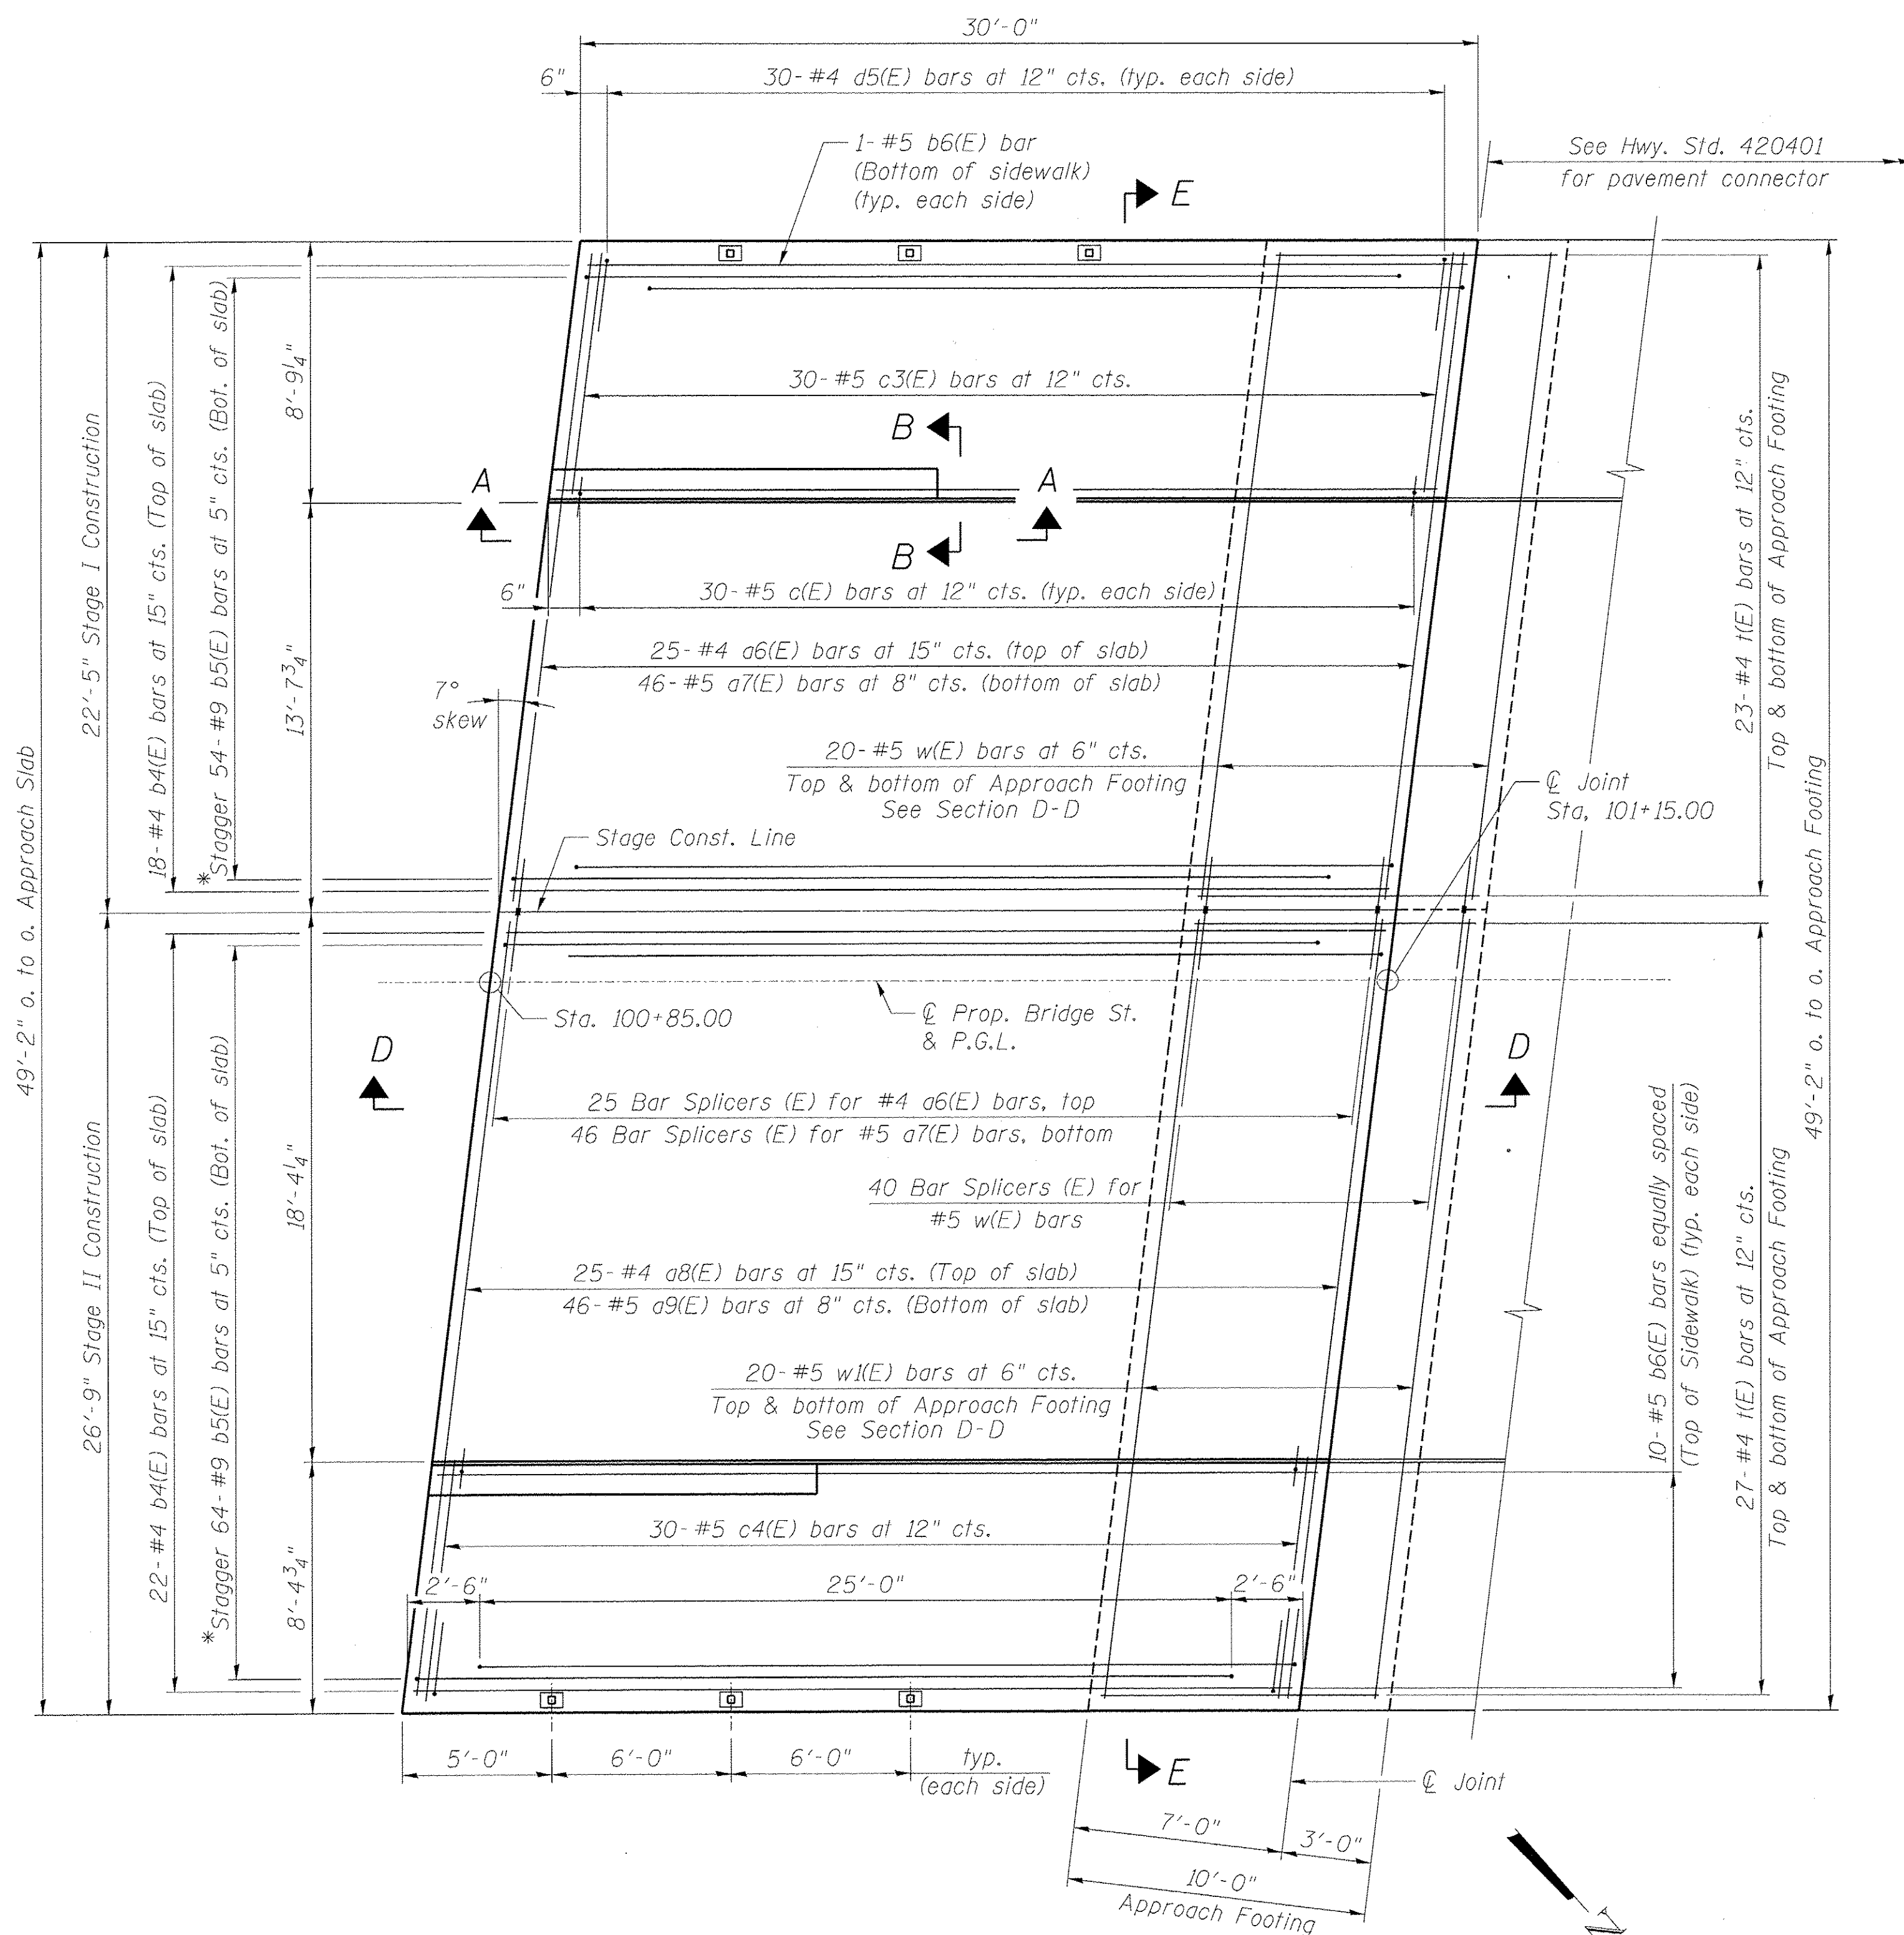 30'-0"
6"
30-#4 d5(E) bars at 12" cts. (typ. each side)
1-#5 b6(E) bar
(Bottom of sidewalk)
(typ. each side)
E
See Hwy. Std. 420401
for pavement connector
49'-2" o. to o. Approach Slab
22'-5" Stage I Construction
18-#4 b4(E) bars at 15" cts. (Top of slab)
*Stagger 54-#9 b5(E) bars at 5" cts. (Bot. of slab)
8'-9¼"
30-#5 c3(E) bars at 12" cts.
B
A
A
B
6"
30-#5 c(E) bars at 12" cts. (typ. each side)
25-#4 a6(E) bars at 15" cts. (top of slab)
46-#5 a7(E) bars at 8" cts. (bottom of slab)
13'-7¾"
7°
skew
20-#5 w(E) bars at 6" cts.
Top & bottom of Approach Footing
See Section D-D
℄ Joint
Sta. 101+15.00
23-#4 t(E) bars at 12" cts.
Top & bottom of Approach Footing
49'-2" o. to o. Approach Footing
Stage Const. Line
Sta. 100+85.00
℄ Prop. Bridge St.
& P.G.L.
D
D
26'-9" Stage II Construction
22-#4 b4(E) bars at 15" cts. (Top of slab)
*Stagger 64-#9 b5(E) bars at 5" cts. (Bot. of slab)
18'-4¼"
25 Bar Splicers (E) for #4 a6(E) bars, top
46 Bar Splicers (E) for #5 a7(E) bars, bottom
40 Bar Splicers (E) for
#5 w(E) bars
25-#4 a8(E) bars at 15" cts. (Top of slab)
46-#5 a9(E) bars at 8" cts. (Bottom of slab)
20-#5 w1(E) bars at 6" cts.
Top & bottom of Approach Footing
See Section D-D
10-#5 b6(E) bars equally spaced
(Top of Sidewalk) (typ. each side)
27-#4 t(E) bars at 12" cts.
Top & bottom of Approach Footing
30-#5 c4(E) bars at 12" cts.
8'-4¾"
2'-6"
25'-0"
2'-6"
5'-0"
6'-0"
6'-0"
typ.
(each side)
E
℄ Joint
7'-0"
3'-0"
10'-0"
Approach Footing
N